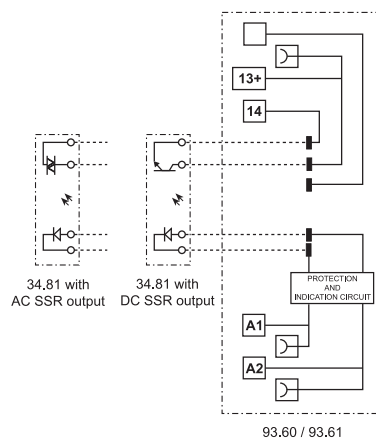 13+
14
34.81 with
AC SSR output
34.81 with
DC SSR output
PROTECTION
AND
INDICATION CIRCUIT
A1
A2
93.60 / 93.61